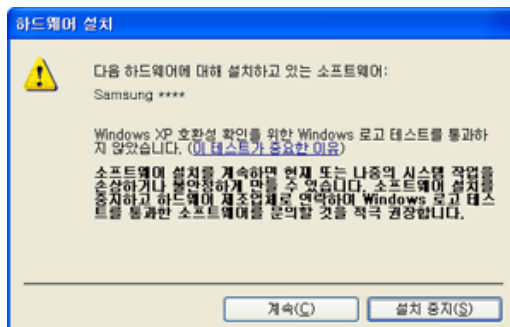 하드웨어 설치
다음 하드웨어에 대해 설치하고 있는 소프트웨어:
Samsung ****
Windows XP 호환성 확인을 위한 Windows 로고 테스트를 통과하
지 않았습니다. (이 테스트가 중요한 이유)
소프트웨어 설치를 계속하면 현재 또는 나중의 시스템 작업을
손상하거나 불안정하게 만들 수 있습니다. 소프트웨어 설치를
중지하고 하드웨어 제조업체로 연락하여 Windows 로고 테스
트를 통과한 소프트웨어를 문의할 것을 적극 권장합니다.
계속(C)
설치 중지(S)